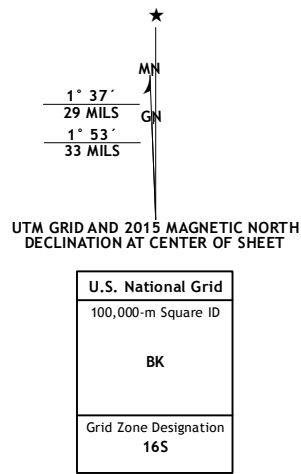 MN
1° 37´
29 MILS
GN
1° 53´
33 MILS
UTM GRID AND 2015 MAGNETIC NORTH
DECLINATION AT CENTER OF SHEET
U.S. National Grid
100,000-m Square ID
BK
Grid Zone Designation
16S